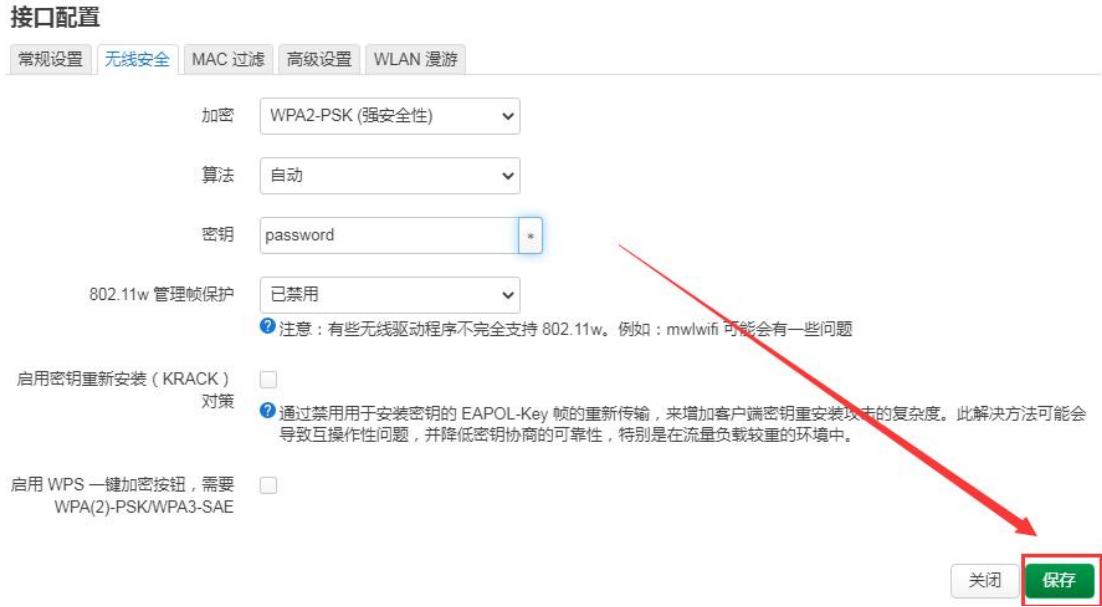 接口配置
常规设置 无线安全 MAC 过滤 高级设置 WLAN 漫游
加密 WPA2-PSK (强安全性)
算法 自动
密钥 password *
802.11w 管理帧保护 已禁用
注意：有些无线驱动程序不完全支持 802.11w。例如：mwlwifi 可能会有一些问题
启用密钥重新安装（KRACK）
对策
通过禁用用于安装密钥的 EAPOL-Key 帧的重新传输，来增加客户端密钥重安装攻击的复杂度。此解决方法可能会
导致互操作性问题，并降低密钥协商的可靠性，特别是在流量负载较重的环境中。
启用 WPS 一键加密按钮，需要
WPA(2)-PSK/WPA3-SAE
关闭 保存